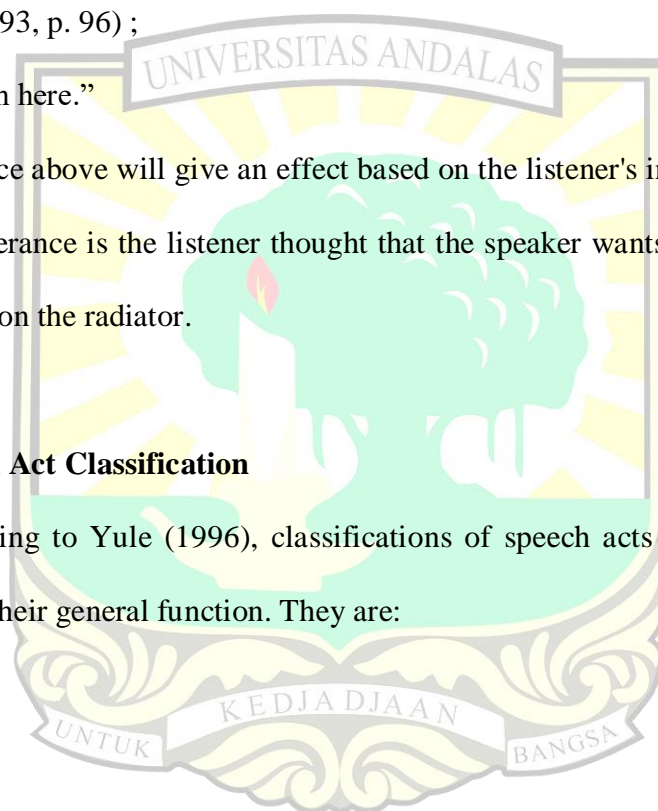 93, p. 96) ;
UNIVERSITAS ANDALAS
n here.”
ce above will give an effect based on the listener's i
erance is the listener thought that the speaker wants
on the radiator.
Act Classification
ing to Yule (1996), classifications of speech acts
heir general function. They are:
KEDJADJAAN
UNTUK
BANGSA